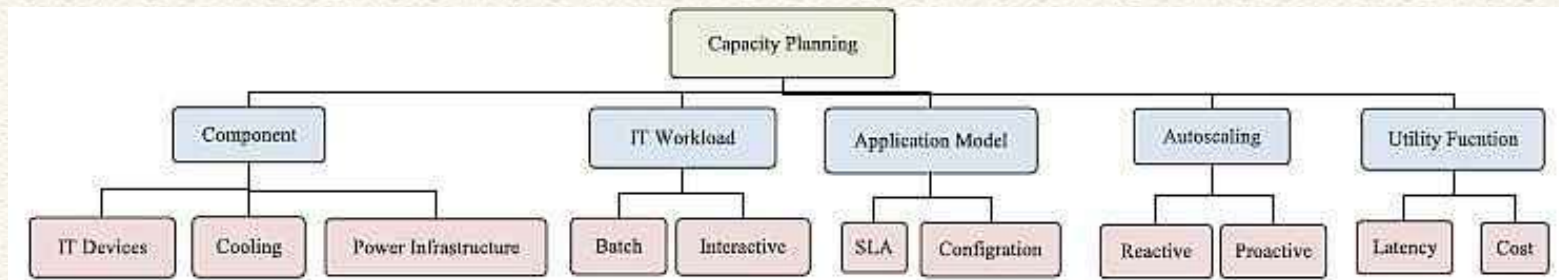 Capacity Planning
Component
IT Workload
Application Model
Autoscaling
Utility Fucntion
IT Devices
Cooling
Power Infrastructure
Batch
Interactive
SLA
Configration
Reactive
Proactive
Latency
Cost